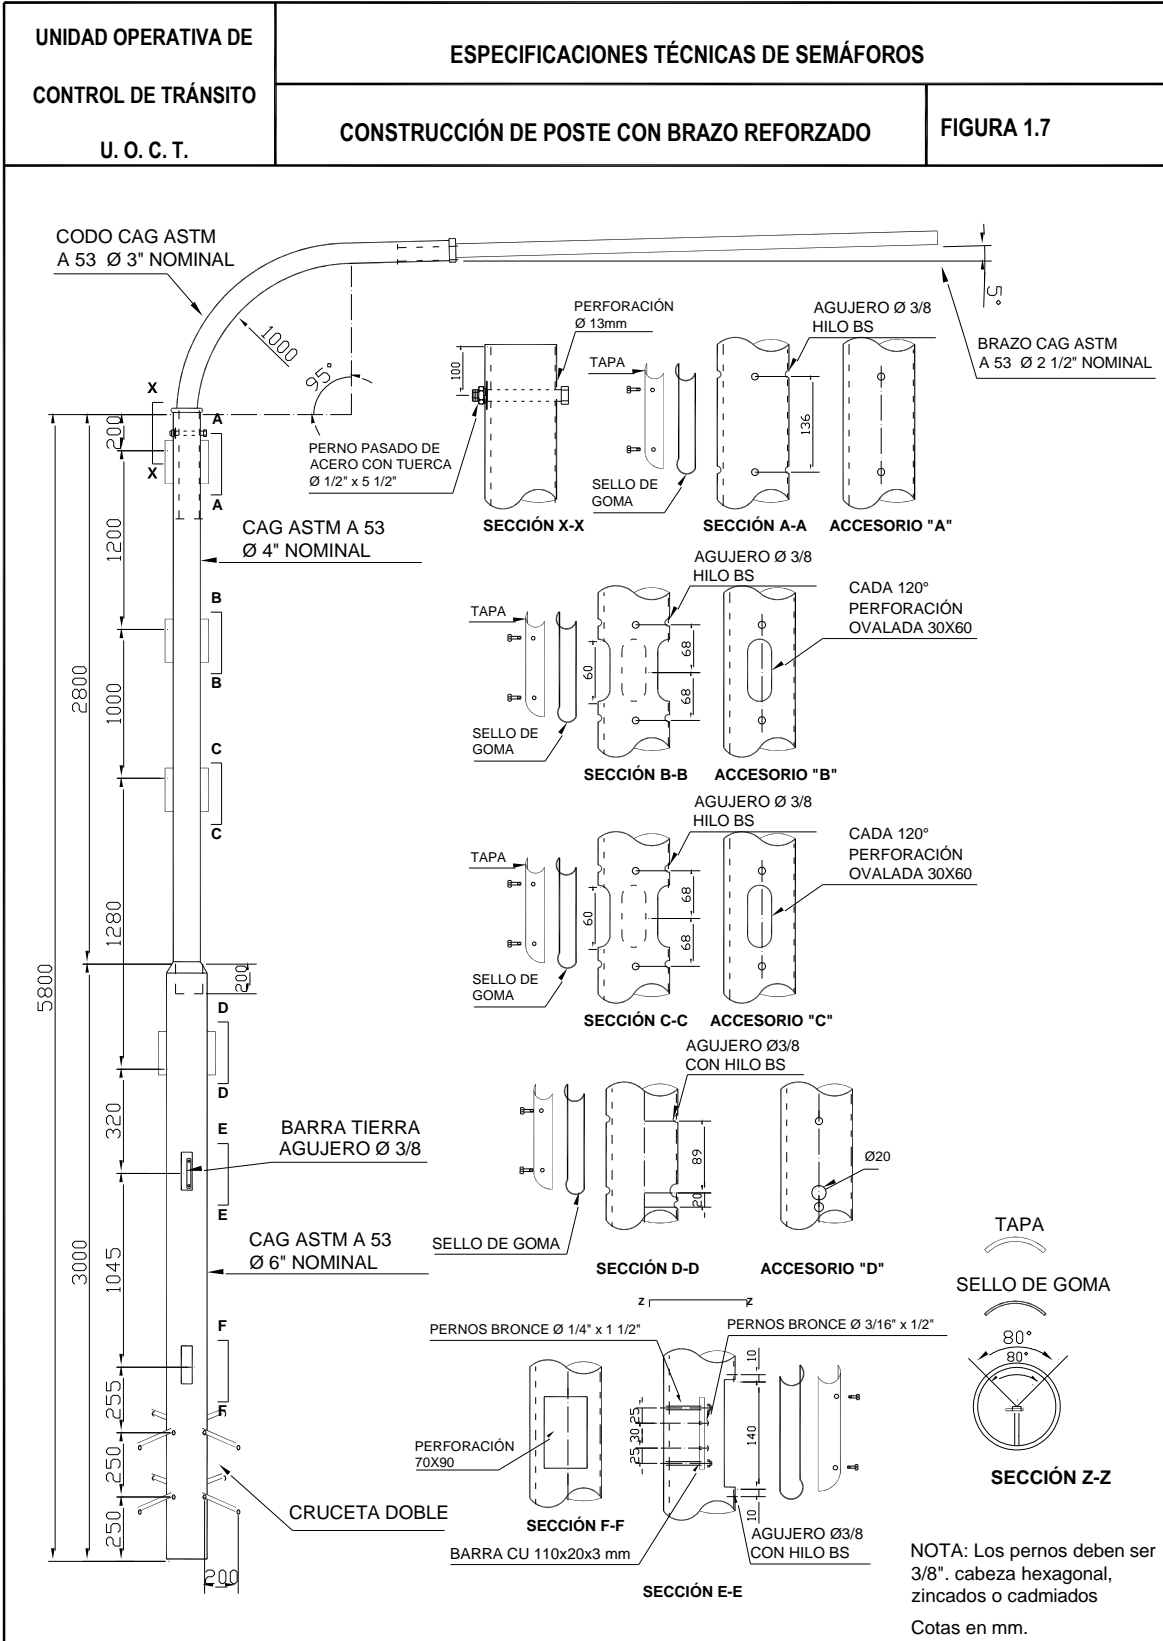 UNIDAD OPERATIVA DE
CONTROL DE TRÁNSITO
U. O. C. T.
ESPECIFICACIONES TÉCNICAS DE SEMÁFOROS
CONSTRUCCIÓN DE POSTE CON BRAZO REFORZADO
FIGURA 1.7
CODO CAG ASTM
A 53 Ø 3" NOMINAL
1000
95°
5°
BRAZO CAG ASTM
A 53 Ø 2 1/2" NOMINAL
X
X
A
A
200
1200
2800
1000
1280
5800
CAG ASTM A 53
Ø 4" NOMINAL
B
B
C
C
200
D
D
320
BARRA TIERRA
AGUJERO Ø 3/8
E
E
3000
1045
CAG ASTM A 53
Ø 6" NOMINAL
F
F
255
250
250
CRUCETA DOBLE
200
PERFORACIÓN
Ø 13mm
100
PERNO PASADO DE
ACERO CON TUERCA
Ø 1/2" x 5 1/2"
SECCIÓN X-X
TAPA
SELLO DE
GOMA
AGUJERO Ø 3/8
HILO BS
136
SECCIÓN A-A
ACCESORIO "A"
AGUJERO Ø 3/8
HILO BS
TAPA
60
68
68
CADA 120°
PERFORACIÓN
OVALADA 30X60
SELLO DE
GOMA
SECCIÓN B-B
ACCESORIO "B"
AGUJERO Ø 3/8
HILO BS
TAPA
60
68
68
CADA 120°
PERFORACIÓN
OVALADA 30X60
SELLO DE
GOMA
SECCIÓN C-C
ACCESORIO "C"
AGUJERO Ø3/8
CON HILO BS
89
20
Ø20
SELLO DE GOMA
SECCIÓN D-D
ACCESORIO "D"
z
z
PERNOS BRONCE Ø 1/4" x 1 1/2"
PERNOS BRONCE Ø 3/16" x 1/2"
10
25
30
25
140
10
PERFORACIÓN
70X90
SECCIÓN F-F
BARRA CU 110x20x3 mm
AGUJERO Ø3/8
CON HILO BS
SECCIÓN E-E
TAPA
SELLO DE GOMA
80°
80°
SECCIÓN Z-Z
NOTA: Los pernos deben ser
3/8". cabeza hexagonal,
zincados o cadmiados
Cotas en mm.